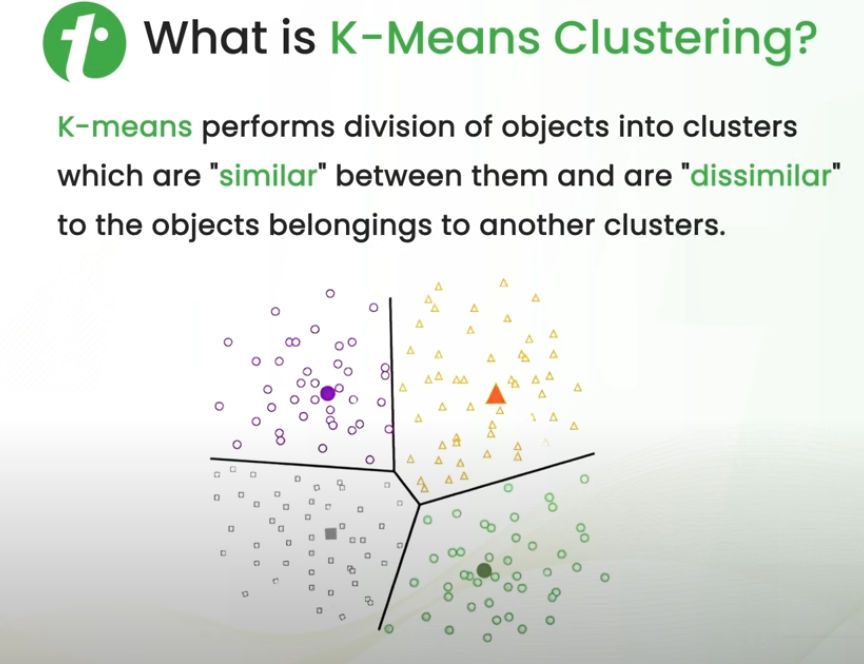 What is K-Means Clustering?
K-means performs division of objects into clusters
which are "similar" between them and are "dissimilar"
to the objects belongings to another clusters.